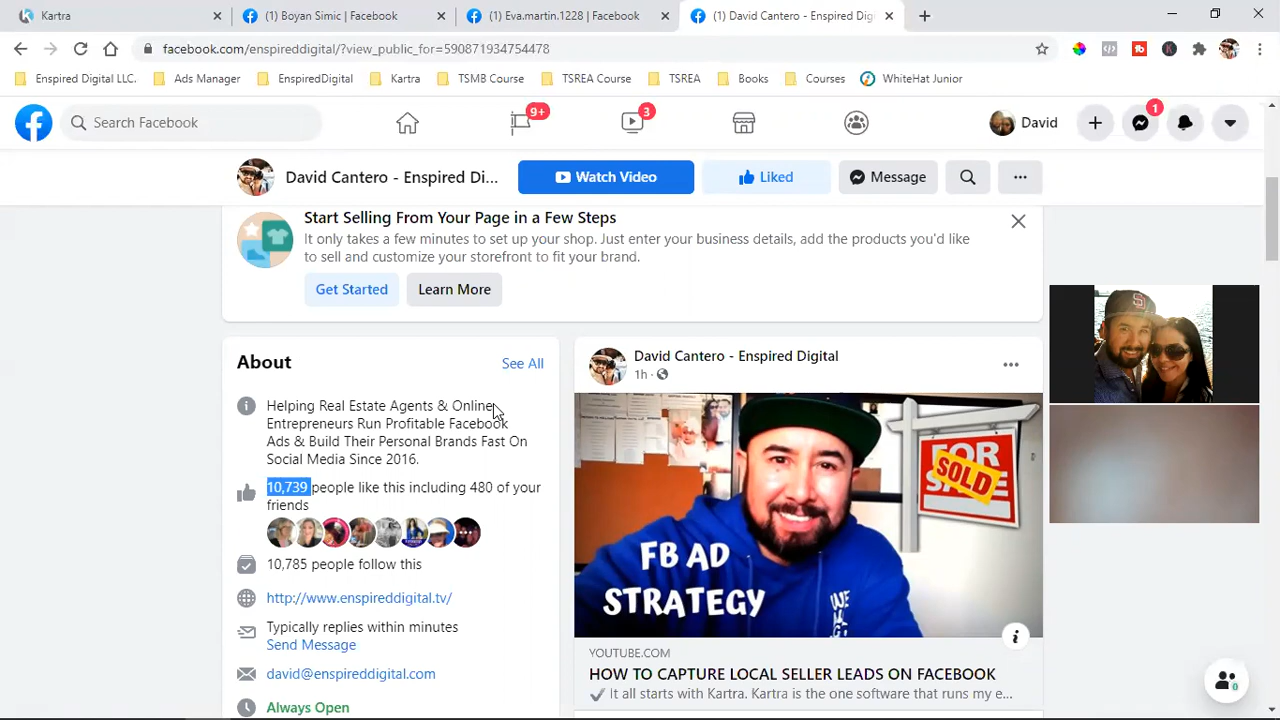 Kartra
(1) Boyan Simic | Facebook
(1) Eva.martin.1228 | Facebook
(1) David Cantero - Enspired Dig
facebook.com/enspireddigital/?view_public_for=590871934754478
Enspired Digital LLC.
Ads Manager
EnspiredDigital
Kartra
TSMB Course
TSREA Course
TSREA
Books
Courses
WhiteHat Junior
Search Facebook
9+
3
David
1
David Cantero - Enspired Di...
Watch Video
Liked
Message
Start Selling From Your Page in a Few Steps
It only takes a few minutes to set up your shop. Just enter your business details, add the products you'd like
to sell and customize your storefront to fit your brand.
Get Started
Learn More
About
See All
Helping Real Estate Agents & Online
Entrepreneurs Run Profitable Facebook
Ads & Build Their Personal Brands Fast On
Social Media Since 2016.
10,739 people like this including 480 of your
friends
10,785 people follow this
http://www.enspireddigital.tv/
Typically replies within minutes
Send Message
david@enspireddigital.com
Always Open
David Cantero - Enspired Digital
1h
FOR
SALE
SOLD
FB AD
STRATEGY
YOUTUBE.COM
HOW TO CAPTURE LOCAL SELLER LEADS ON FACEBOOK
✔ It all starts with Kartra. Kartra is the one software that runs my e...